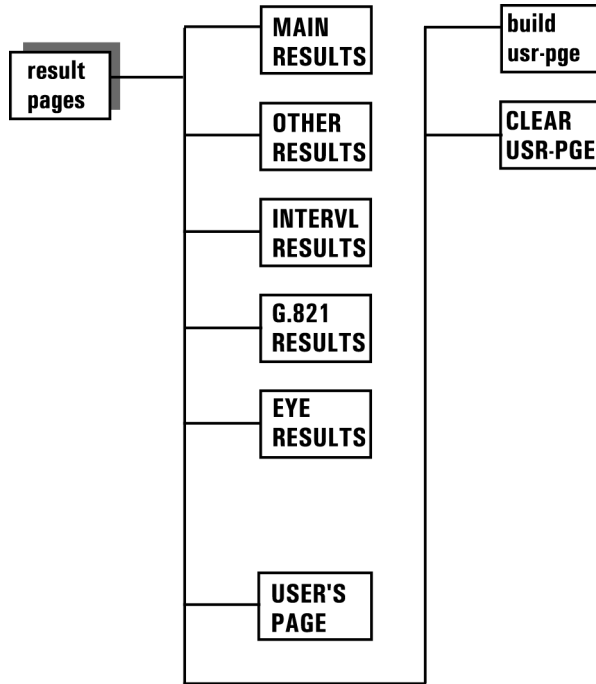 result
pages
MAIN
RESULTS
OTHER
RESULTS
INTERVL
RESULTS
G.821
RESULTS
EYE
RESULTS
USER'S
PAGE
build
usr-pge
CLEAR
USR-PGE